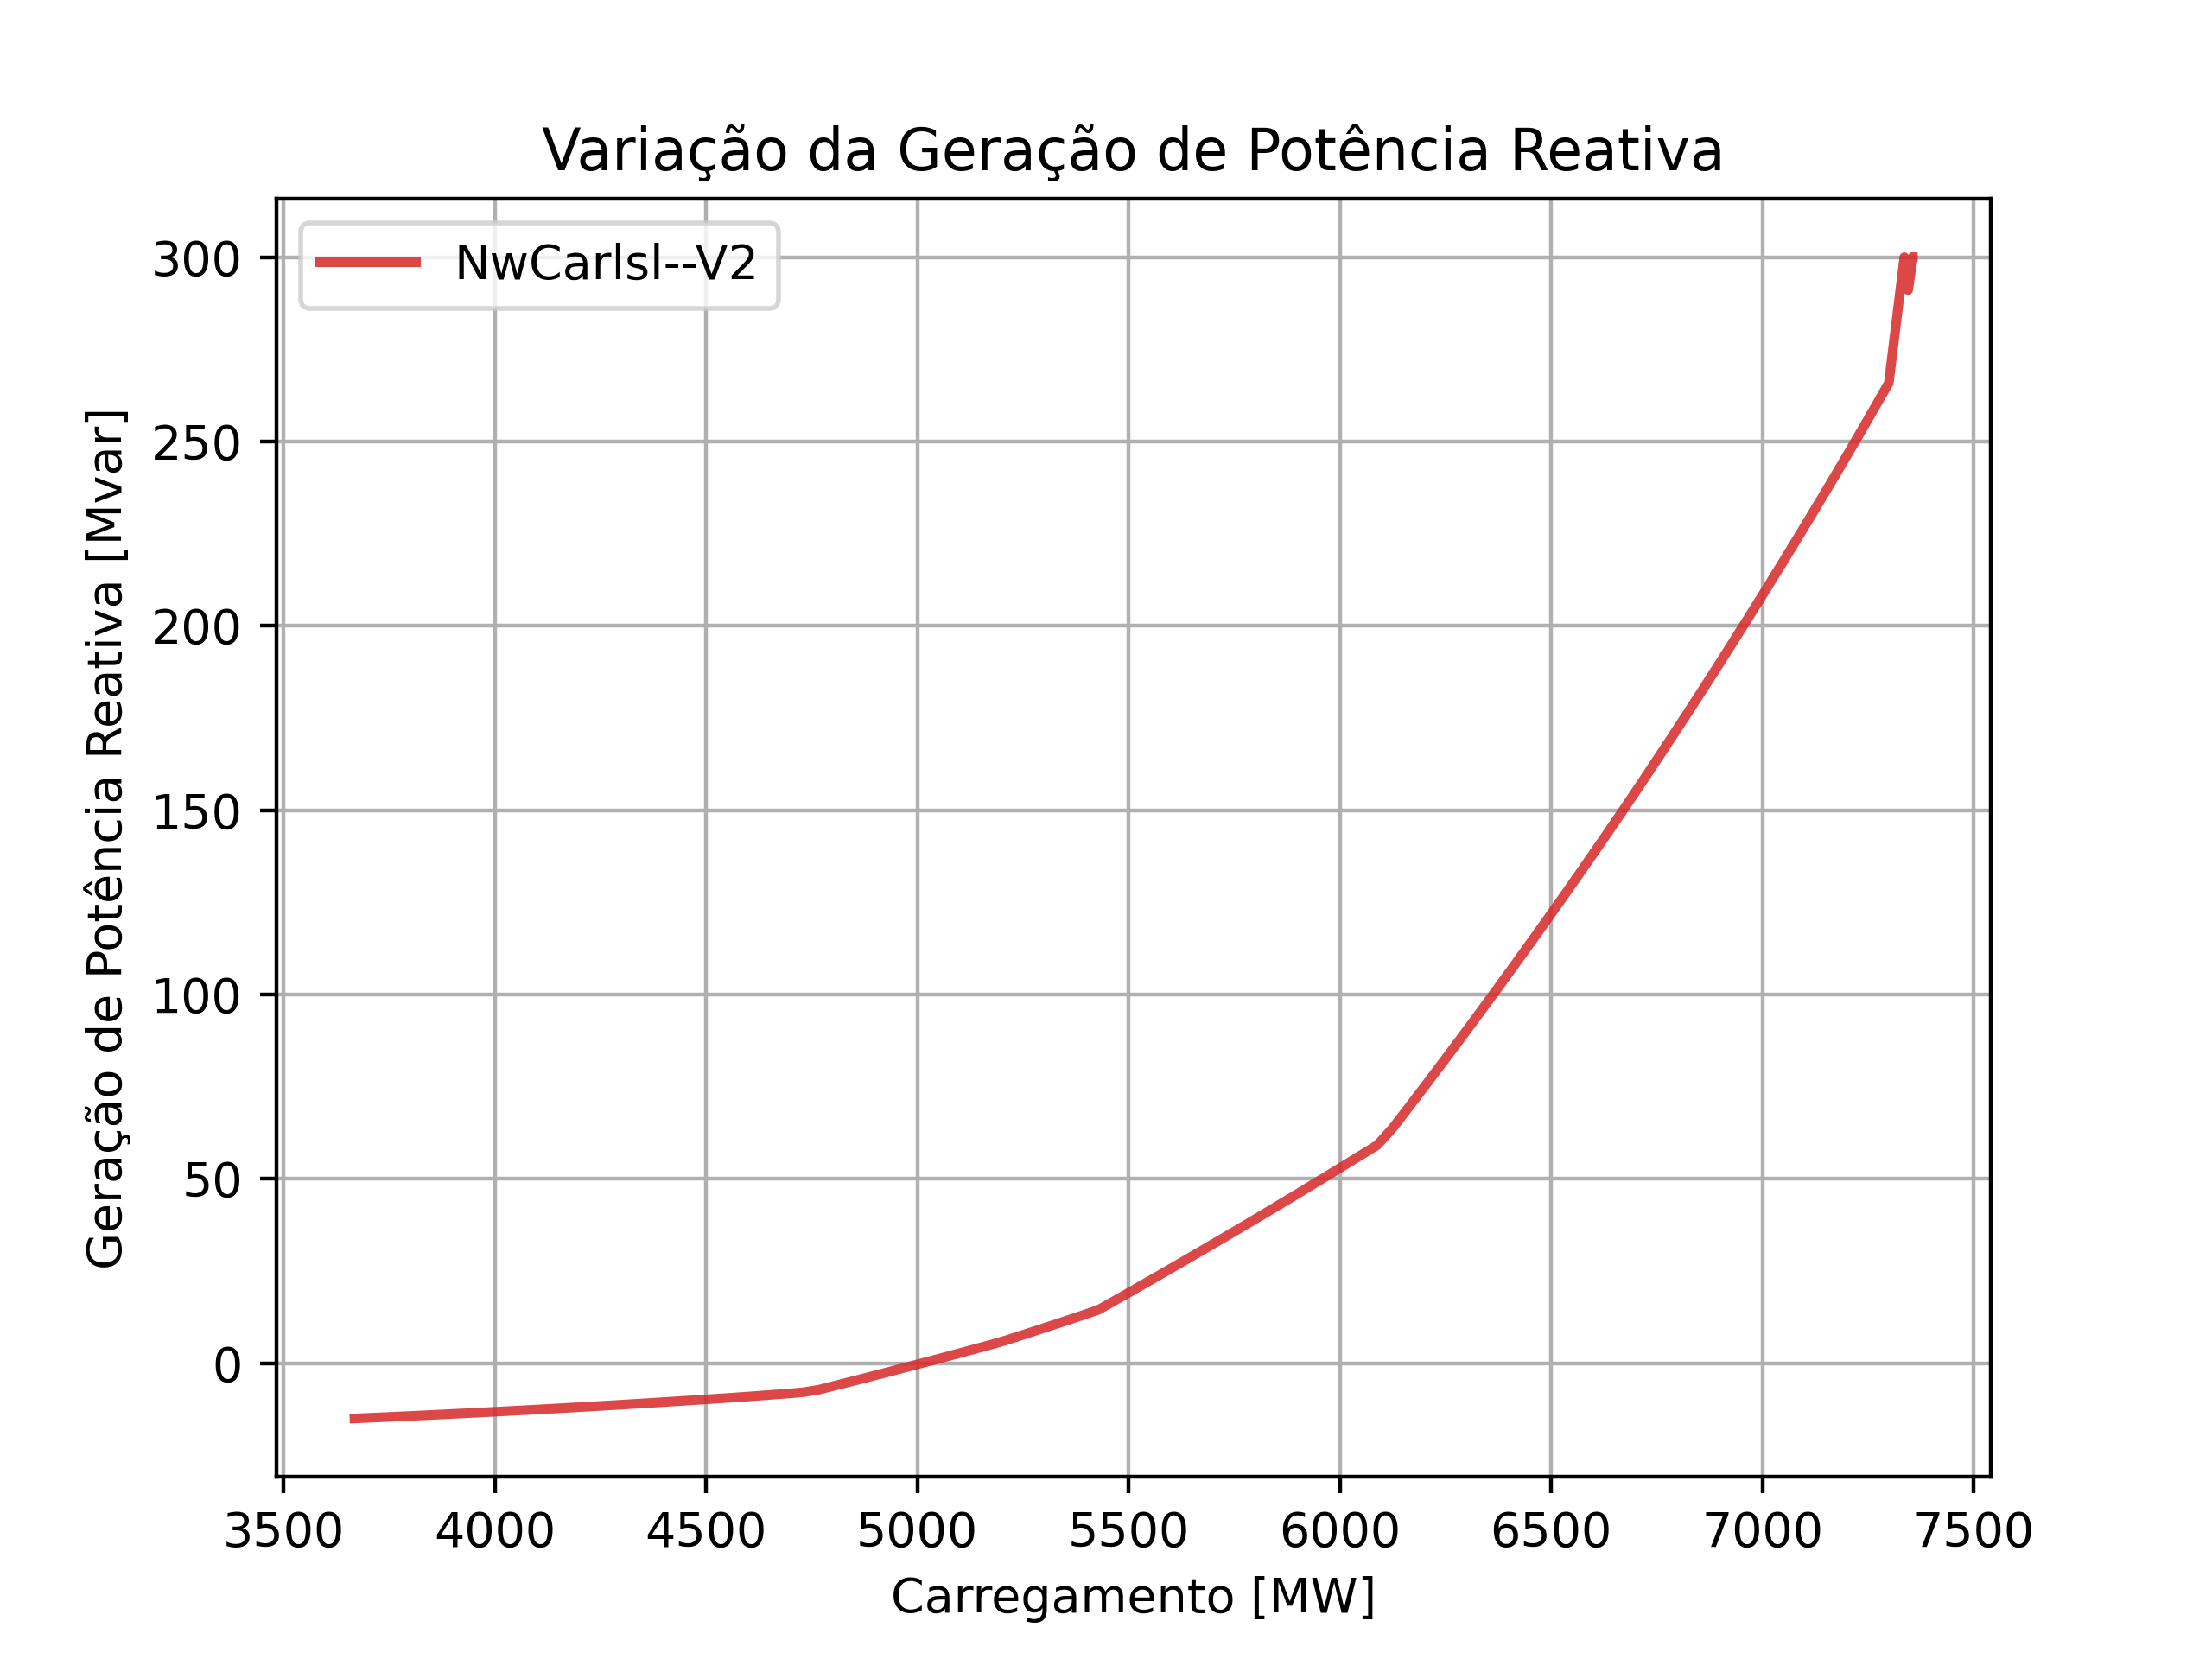 Variação da Geração de Potência Reativa
NwCarlsl--V2
Geração de Potência Reativa [Mvar]
300
250
200
150
100
50
0
3500 4000 4500 5000 5500 6000 6500 7000 7500
Carregamento [MW]